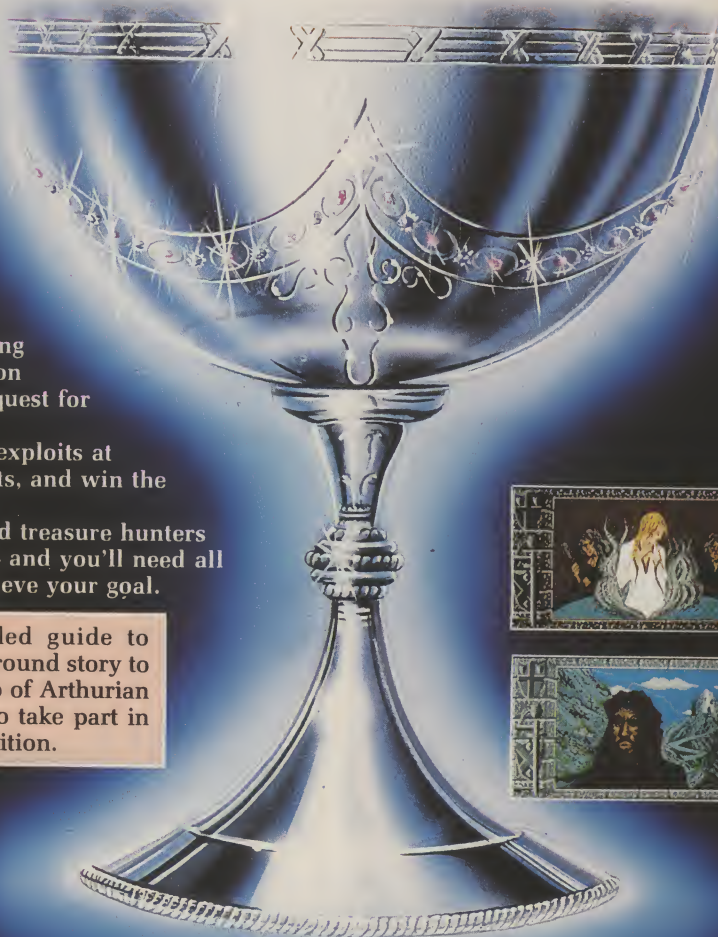 ng
on
quest for
exploits at
ts, and win the
d treasure hunters
and you'll need all
eve your goal.
led guide to
round story to
o of Arthurian
o take part in
ition.